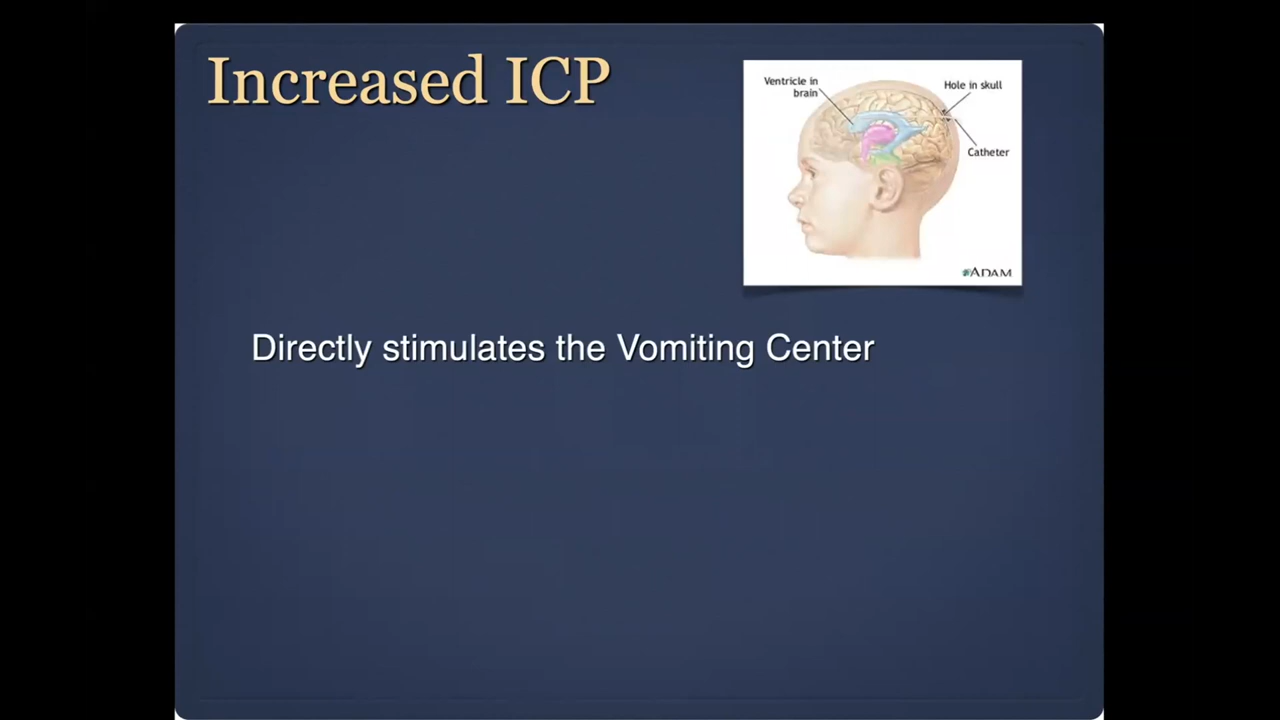 Increased ICP
Ventricle in
brain
Hole in skull
Catheter
ADAM
Directly stimulates the Vomiting Center